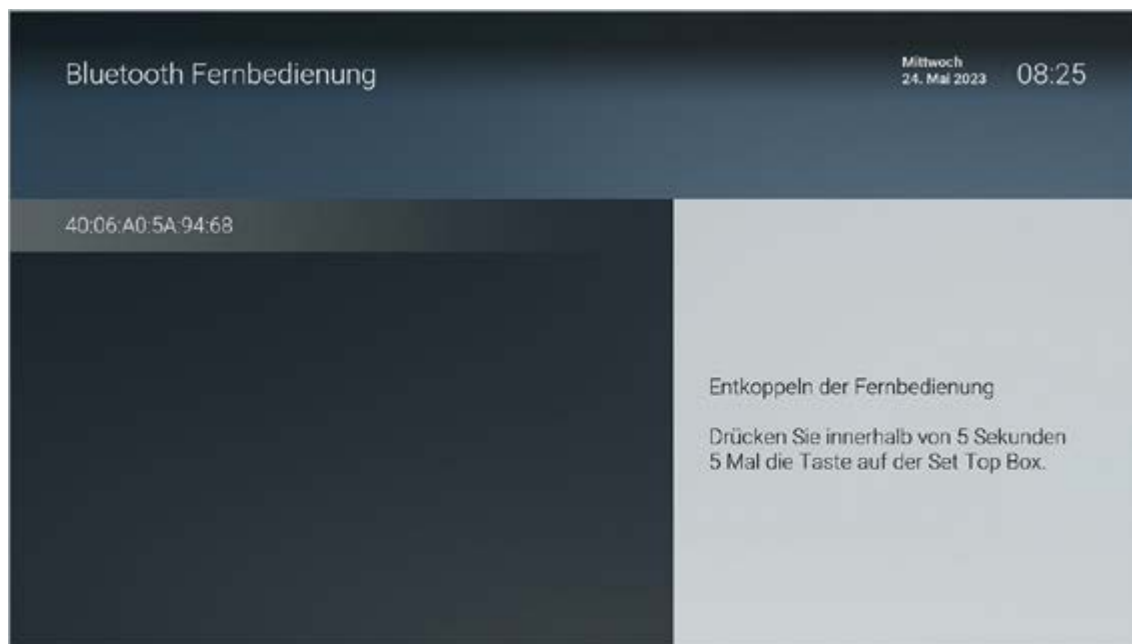 Bluetooth Fernbedienung
Mittwoch
24. Mai 2023
08:25
40:06:A0:5A:94:68
Entkoppeln der Fernbedienung
Drücken Sie innerhalb von 5 Sekunden
5 Mal die Taste auf der Set Top Box.